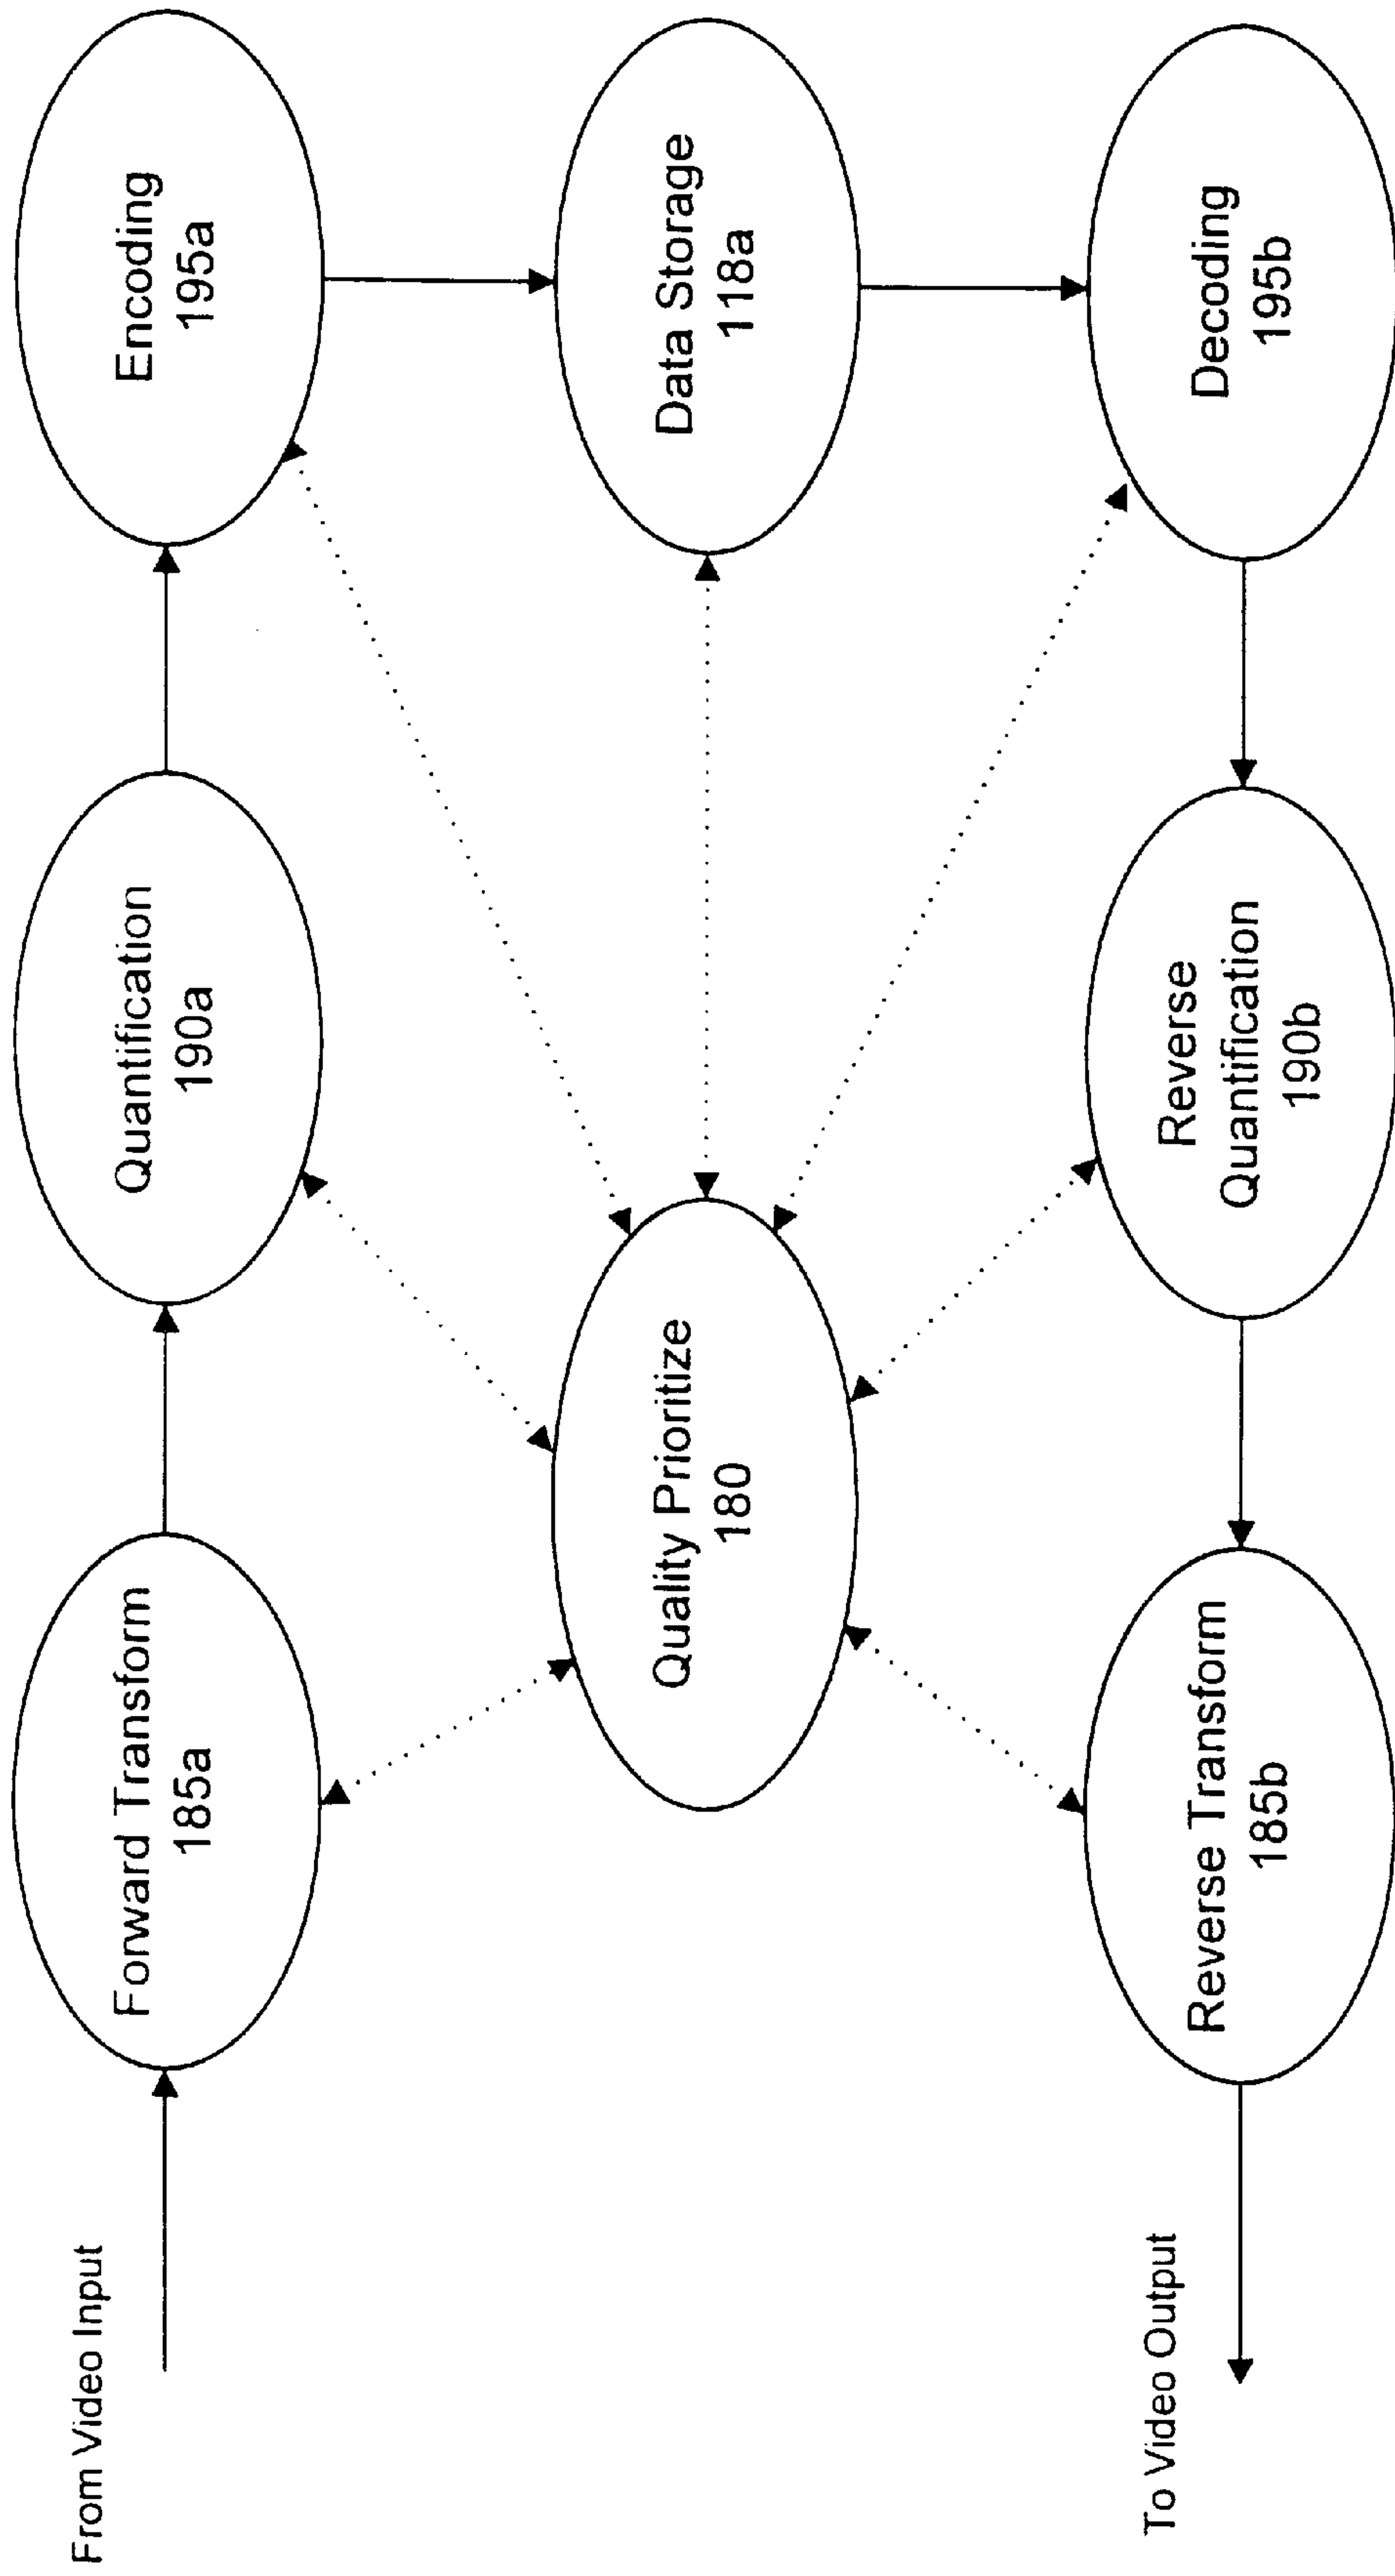 From Video Input
Forward Transform
185a
Quantification
190a
Encoding
195a
Quality Prioritize
180
Data Storage
118a
To Video Output
Reverse Transform
185b
Reverse
Quantification
190b
Decoding
195b